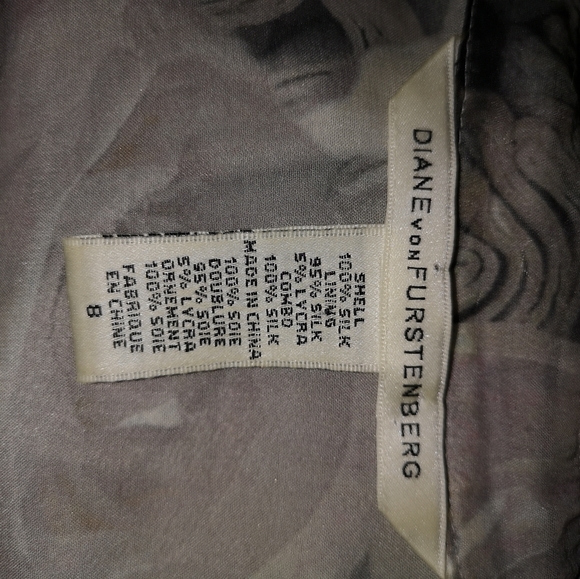 DIANE VON FURSTENBERG
SHELL
100% SILK
LINING
95% SILK
5% LYCRA
COMBO
100% SILK
MADE IN CHINA
100% SOIE
DOUBLURE
95% SOIE
5% LYCRA
ORNEMENT
100% SOIE
FABRIQUE
EN CHINE
8